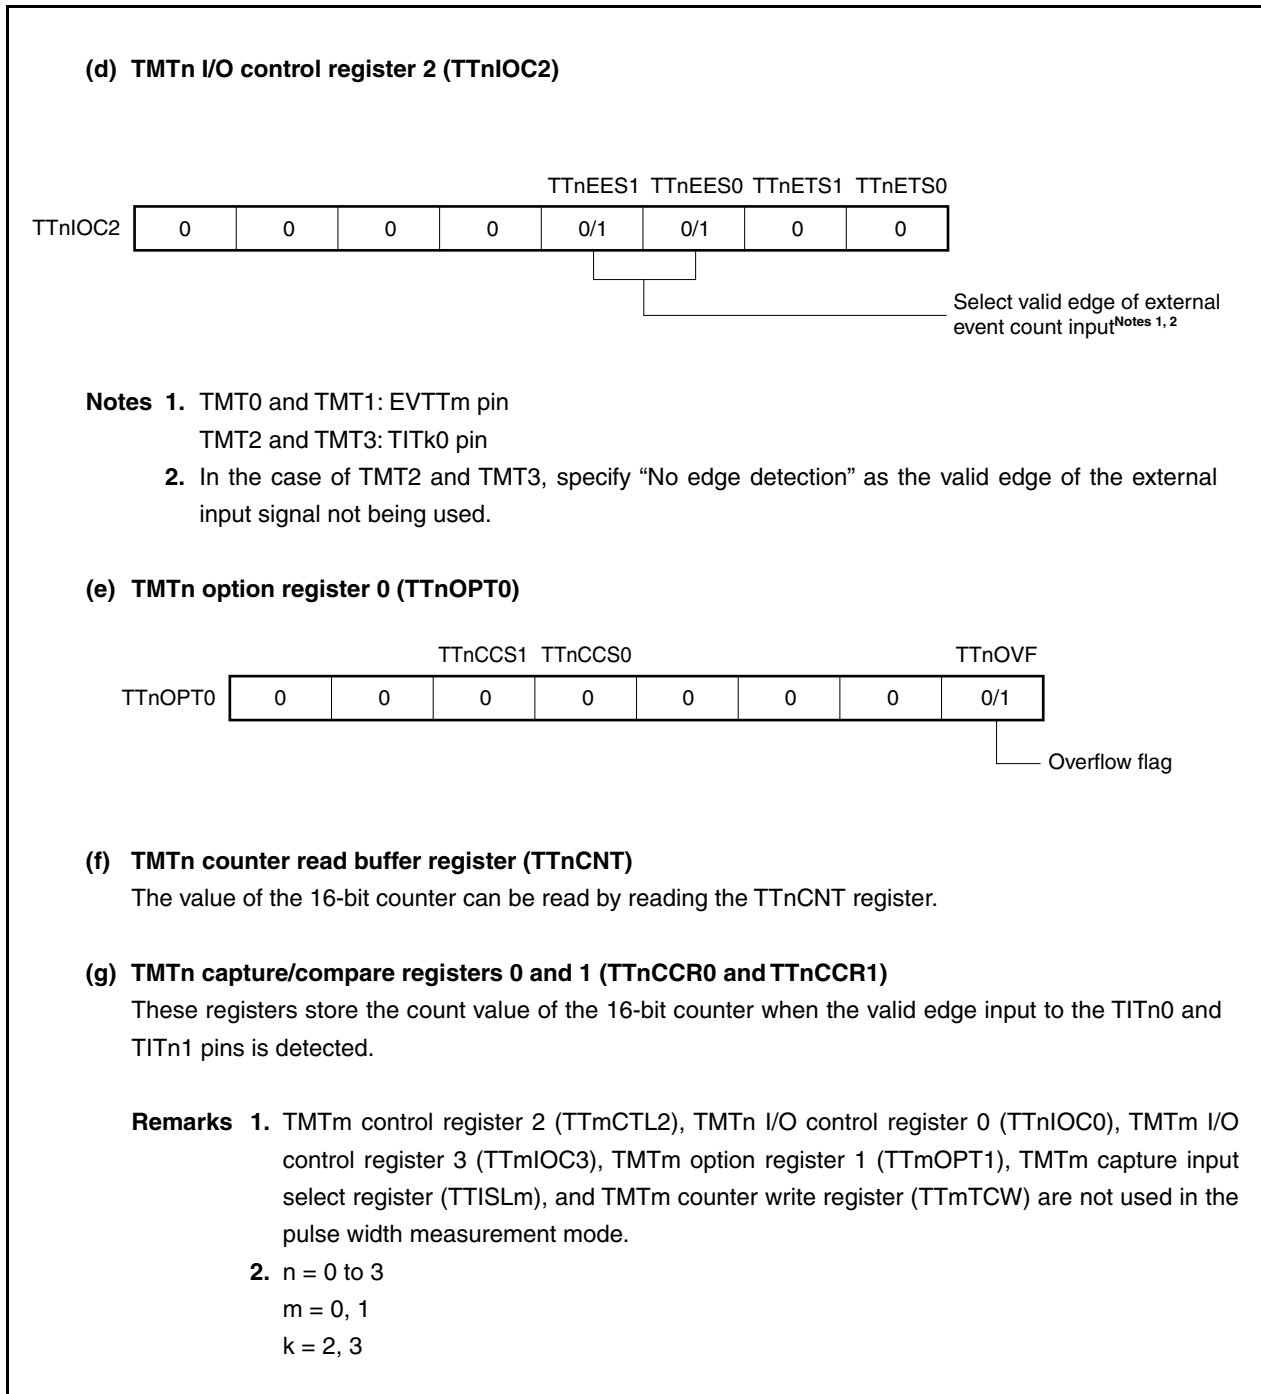 (d) TMTn I/O control register 2 (TTnIOC2)
TTnEES1 TTnEES0 TTnETS1 TTnETS0
TTnIOC2 0 0 0 0 0/1 0/1 0 0
Select valid edge of external
event count inputNotes 1, 2
Notes 1. TMT0 and TMT1: EVTTm pin
TMT2 and TMT3: TITk0 pin
2. In the case of TMT2 and TMT3, specify “No edge detection” as the valid edge of the external
input signal not being used.
(e) TMTn option register 0 (TTnOPT0)
TTnCCS1 TTnCCS0 TTnOVF
TTnOPT0 0 0 0 0 0 0 0 0/1
Overflow flag
(f) TMTn counter read buffer register (TTnCNT)
The value of the 16-bit counter can be read by reading the TTnCNT register.
(g) TMTn capture/compare registers 0 and 1 (TTnCCR0 and TTnCCR1)
These registers store the count value of the 16-bit counter when the valid edge input to the TITn0 and
TITn1 pins is detected.
Remarks 1. TMTm control register 2 (TTmCTL2), TMTn I/O control register 0 (TTnIOC0), TMTm I/O
control register 3 (TTmIOC3), TMTm option register 1 (TTmOPT1), TMTm capture input
select register (TTISLm), and TMTm counter write register (TTmTCW) are not used in the
pulse width measurement mode.
2. n = 0 to 3
m = 0, 1
k = 2, 3